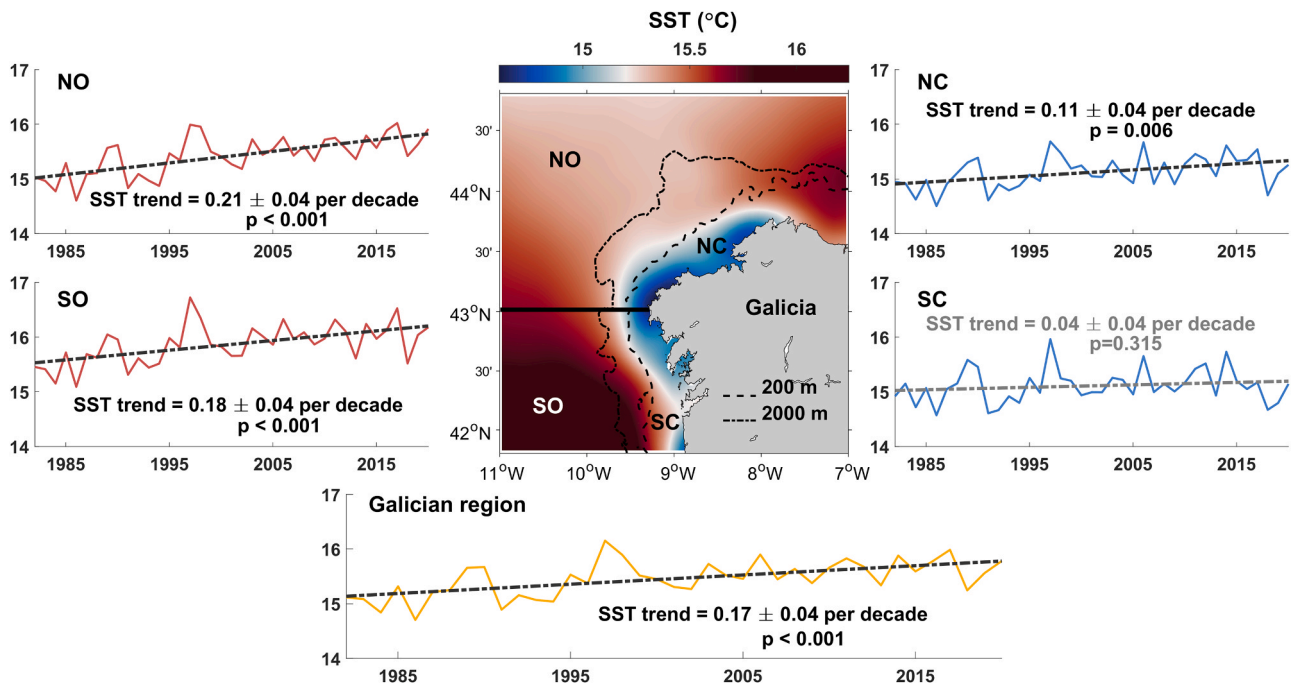 SST (°C)
15
15.5
16
NO
17
16
15
14
SST trend = 0.21 ± 0.04 per decade
p < 0.001
1985
1995
2005
2015
SO
17
16
15
14
SST trend = 0.18 ± 0.04 per decade
p < 0.001
1985
1995
2005
2015
30'
44°N
30'
43°N
30'
42°N
11°W
10°W
9°W
8°W
7°W
NO
NC
Galicia
SO
SC
200 m
2000 m
NC
17
16
15
14
SST trend = 0.11 ± 0.04 per decade
p = 0.006
1985
1995
2005
2015
SC
17
16
15
14
SST trend = 0.04 ± 0.04 per decade
p=0.315
1985
1995
2005
2015
Galician region
17
16
15
14
SST trend = 0.17 ± 0.04 per decade
p < 0.001
1985
1995
2005
2015